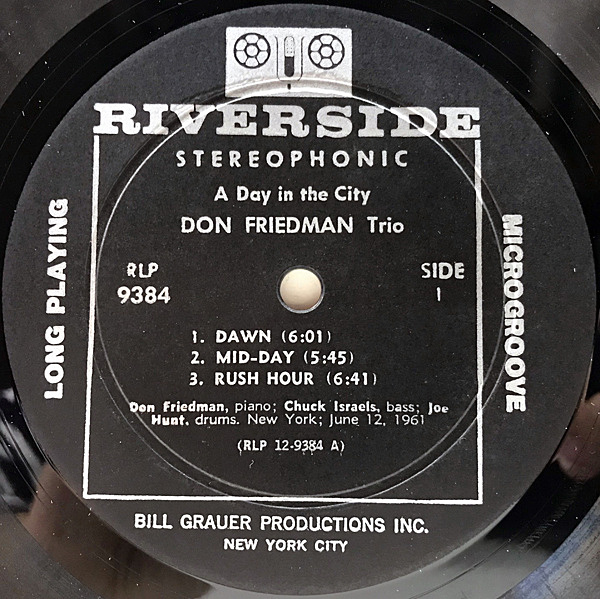 RIVERSIDE
STEREOPHONIC
A Day in the City
DON FRIEDMAN Trio
LONG PLAYING
RLP
9384
SIDE
1
MICROGROOVE
1. DAWN (6:01)
2. MID-DAY (5:45)
3. RUSH HOUR (6:41)
Don Friedman, piano; Chuck Israels, bass; Joe
Hunt, drums. New York; June 12, 1961
(RLP 12-9384 A)
BILL GRAUER PRODUCTIONS INC.
NEW YORK CITY